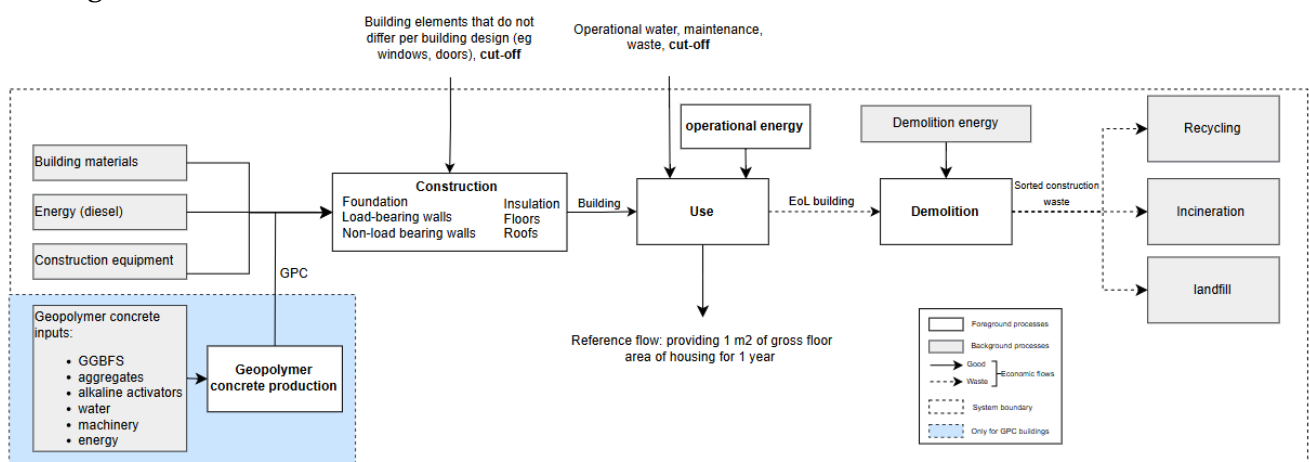 Building elements that do not
differ per building design (eg
windows, doors), cut-off
Operational water, maintenance,
waste, cut-off
operational energy
Demolition energy
Recycling
Building materials
Energy (diesel)
Construction equipment
Construction
Foundation
Load-bearing walls
Non-load bearing walls
Insulation
Floors
Roofs
Building
Use
EoL building
Demolition
Sorted construction
waste
Incineration
landfill
GPC
Geopolymer concrete
inputs:
• GGBFS
• aggregates
• alkaline activators
• water
• machinery
• energy
Geopolymer
concrete production
Reference flow: providing 1 m2 of gross floor
area of housing for 1 year
Foreground processes
Background processes
Good
Waste
Economic flows
System boundary
Only for GPC buildings